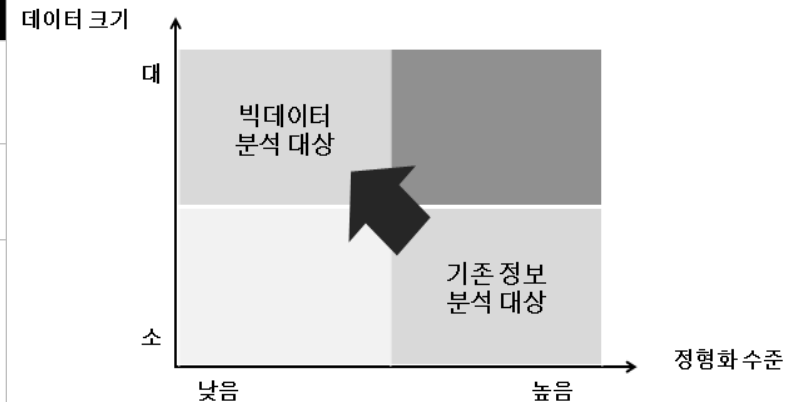 데이터 크기
대
빅데이터
분석 대상
기존 정보
분석 대상
소
정형화 수준
낮음
높음